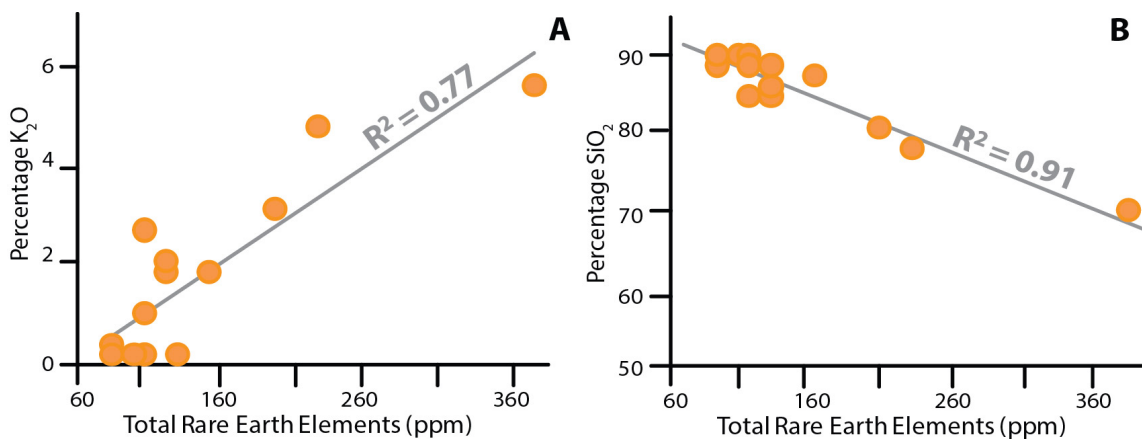 A
Percentage K₂O
6
4
2
0
R² = 0.77
60
160
260
360
Total Rare Earth Elements (ppm)
B
Percentage SiO₂
90
80
70
60
50
R² = 0.91
60
160
260
360
Total Rare Earth Elements (ppm)